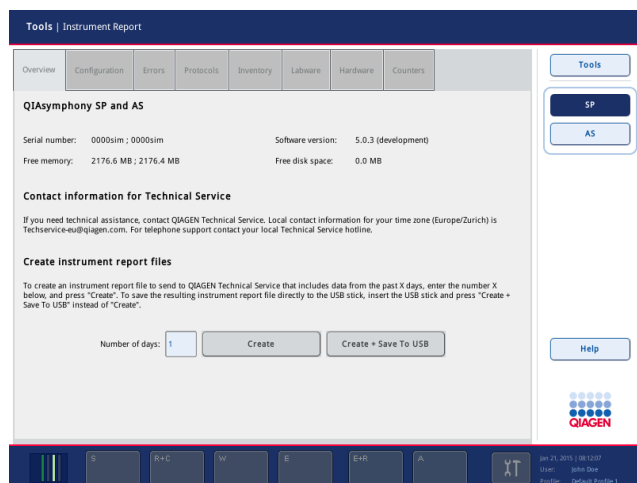 Tools | Instrument Report
Overview Configuration Errors Protocols Inventory Labware Hardware Counters
Tools
SP
AS
QIAsymphony SP and AS
Serial number: 0000sim ; 0000sim Software version: 5.0.3 (development)
Free memory: 2176.6 MB ; 2176.4 MB Free disk space: 0.0 MB
Contact information for Technical Service
If you need technical assistance, contact QIAGEN Technical Service. Local contact information for your time zone (Europe/Zurich) is
Techservice-eu@qiagen.com. For telephone support contact your local Technical Service hotline.
Create instrument report files
To create an instrument report file to send to QIAGEN Technical Service that includes data from the past X days, enter the number X
below, and press "Create". To save the resulting instrument report file directly to the USB stick, insert the USB stick and press "Create +
Save To USB" instead of "Create".
Number of days: 1 Create Create + Save To USB
Help
QIAGEN
S R+C W E E+R A
Jan 21, 2015 | 08:12:07
User: John Doe
Profile: Default Profile 1